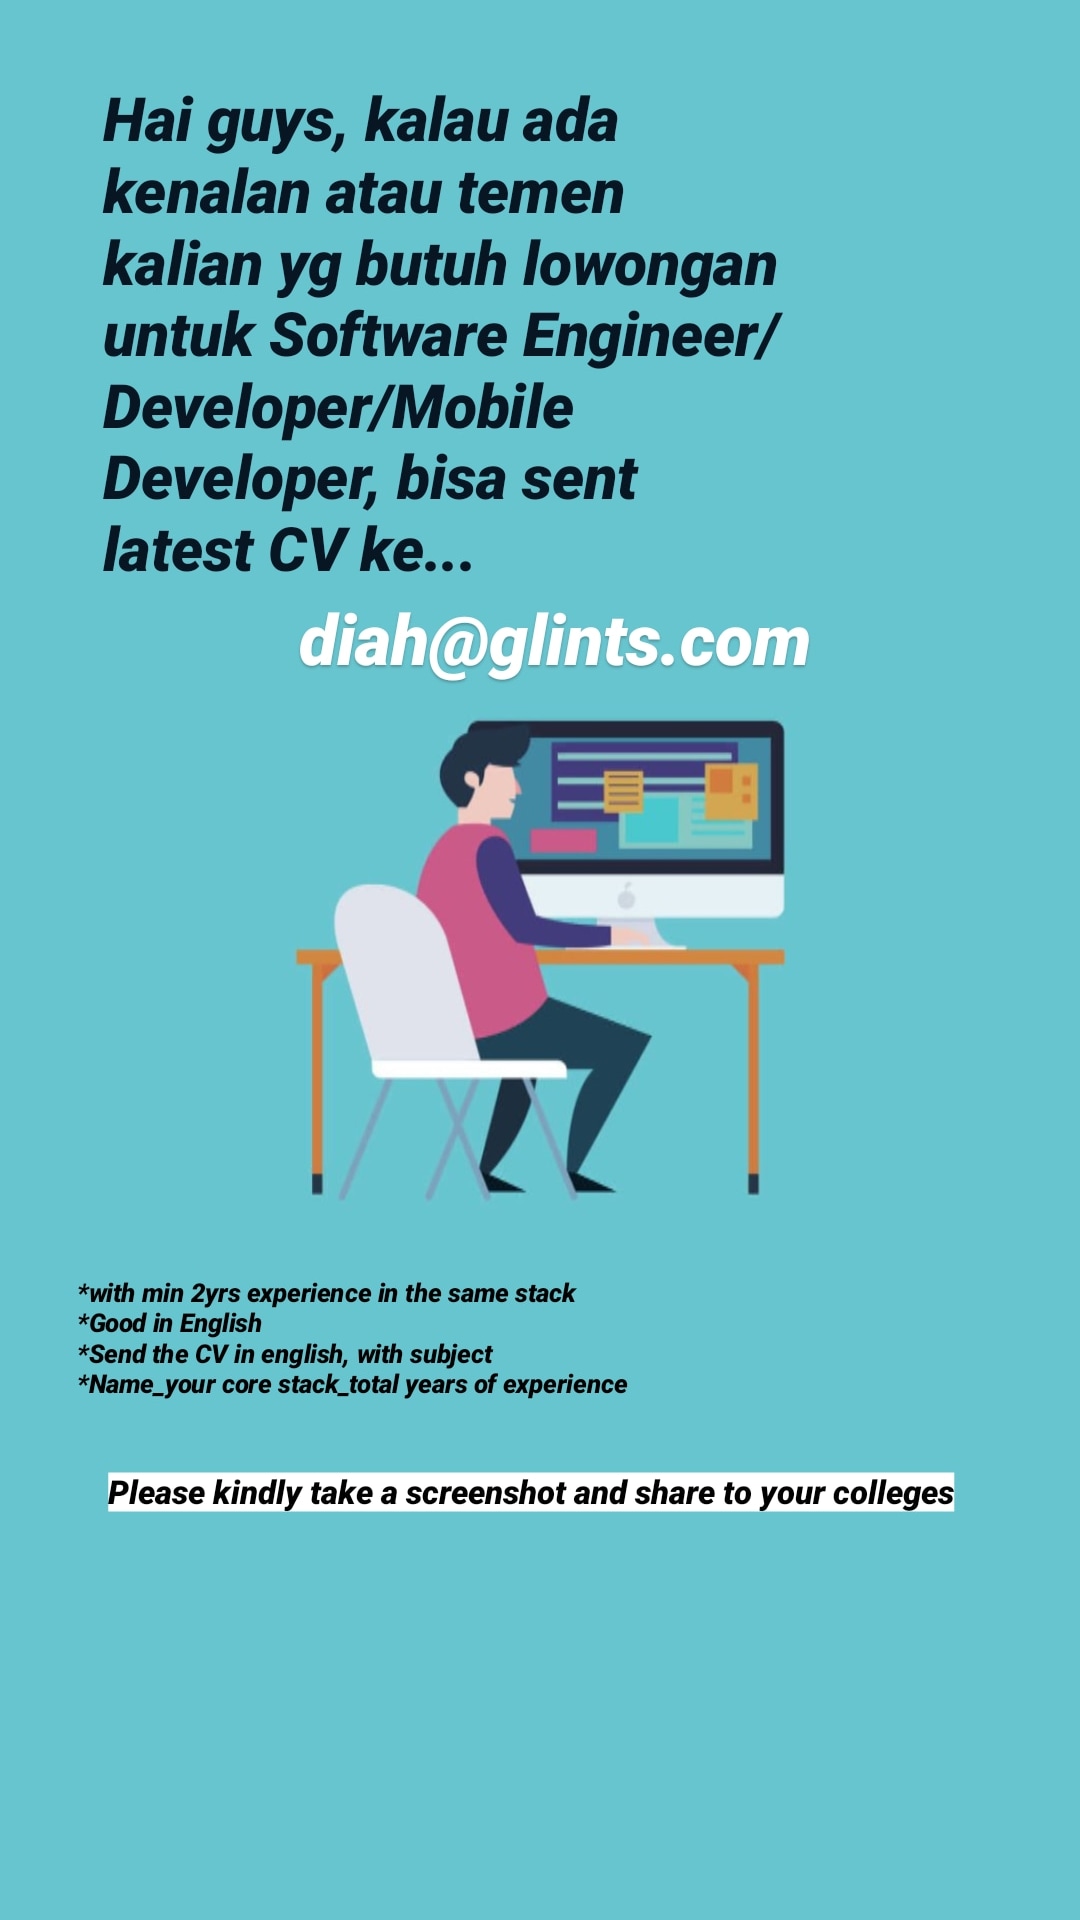 Hai guys, kalau ada
kenalan atau temen
kalian yg butuh lowongan
untuk Software Engineer/
Developer/Mobile
Developer, bisa sent
latest CV ke...
diah@glints.com
*with min 2yrs experience in the same stack
*Good in English
*Send the CV in english, with subject
*Name_your core stack_total years of experience
Please kindly take a screenshot and share to your colleges